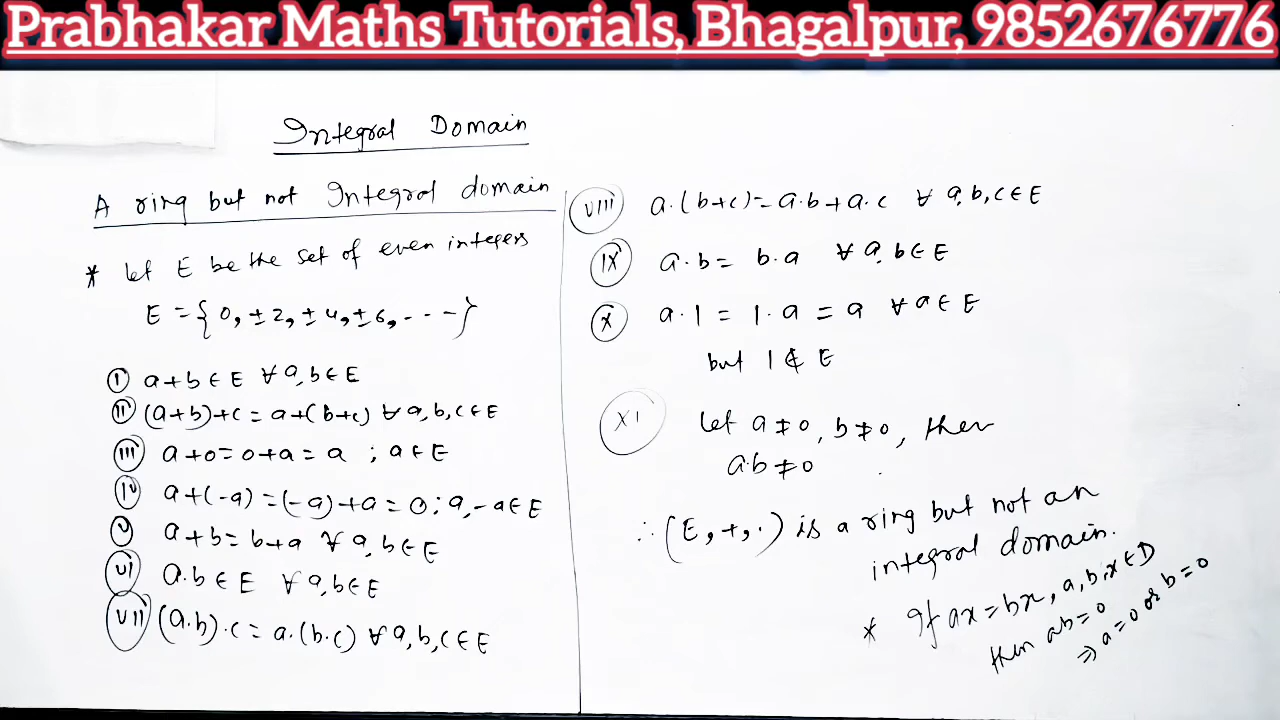 Prabhakar Maths Tutorials, Bhagalpur, 9852676776
Integral Domain
A ring but not Integral domain
* Let E be the set of even integers
E = {0, ±2, ±4, ±6, ----}
(i) a+b ∈ E ∀ a,b ∈ E
(ii) (a+b)+c = a+(b+c) ∀ a,b,c ∈ E
(iii) a+0=0+a=a ; a ∈ E
(iv) a+(-a) = (-a)+a = 0; a,-a ∈ E
(v) a+b=b+a ∀ a,b ∈ E
(vi) a.b ∈ E ∀ a,b ∈ E
(vii) (a.b).c = a.(b.c) ∀ a,b,c ∈ E
(viii) a.(b+c)=a.b+a.c ∀ a,b,c ∈ E
(ix) a.b = b.a ∀ a,b ∈ E
(x) a.1 = 1.a = a ∀ a ∈ E
but 1 ∉ E
(xi) Let a≠0, b≠0, then
a.b ≠ 0
∴ (E,+,.) is a ring but not an
integral domain.
* If ax=bx, a,b,x ∈ D
then ab=0
⇒ a=0 or b=0